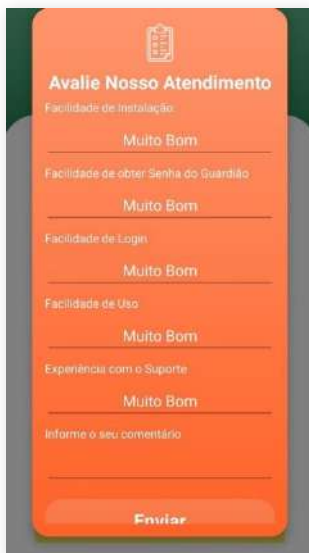 Avalie Nosso Atendimento
Facilidade de Instalação
Muito Bom
Facilidade de obter Senha do Guardião
Muito Bom
Facilidade de Login
Muito Bom
Facilidade de Uso
Muito Bom
Experiência com o Suporte
Muito Bom
Informe o seu comentário
Enviar